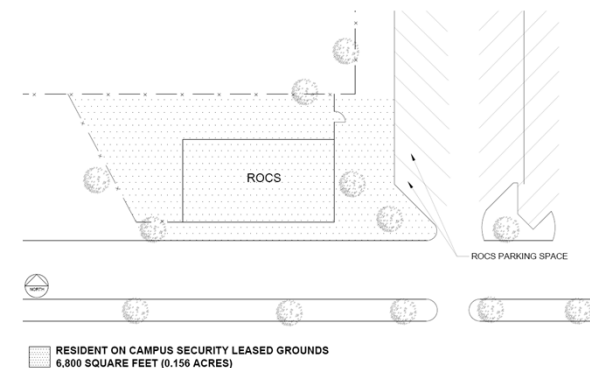 ROCS
ROCS PARKING SPACE
NORTH
RESIDENT ON CAMPUS SECURITY LEASED GROUNDS
6,800 SQUARE FEET (0.156 ACRES)